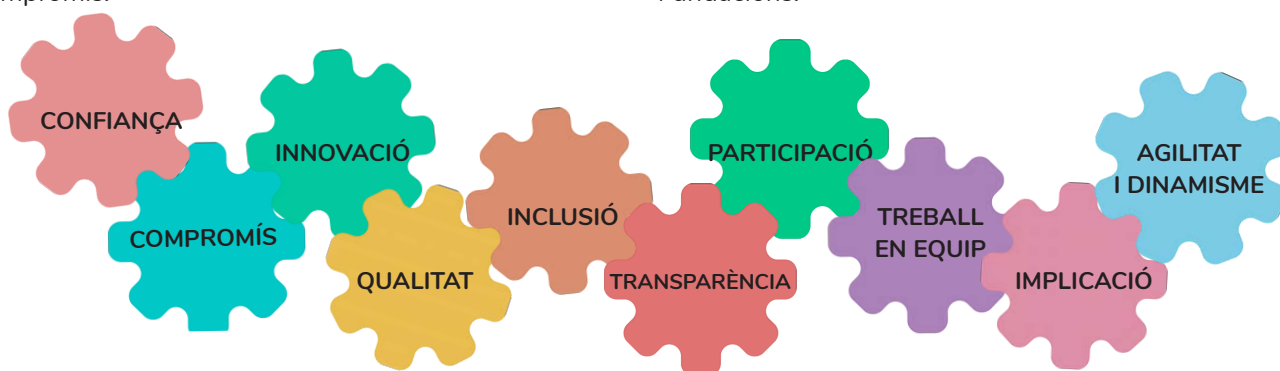 CONFIANÇA
COMPROMÍS
INNOVACIÓ
QUALITAT
INCLUSIÓ
TRANSPARÈNCIA
PARTICIPACIÓ
TREBALL
EN EQUIP
IMPLICACIÓ
AGILITAT
I DINAMISME